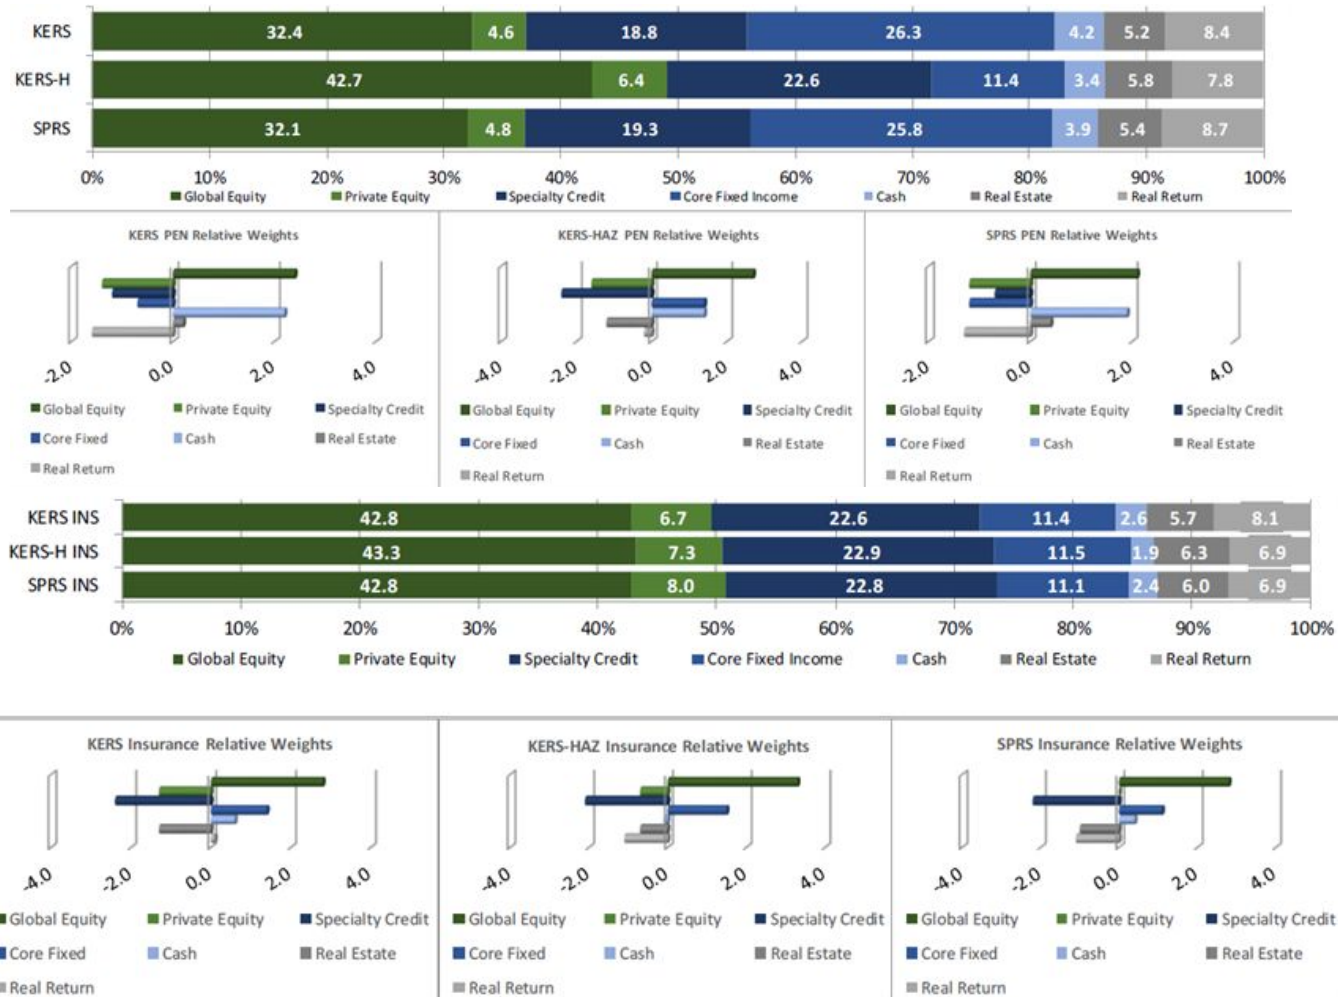 KERS 32.4 4.6 18.8 26.3 4.2 5.2 8.4
KERS-H 42.7 6.4 22.6 11.4 3.4 5.8 7.8
SPRS 32.1 4.8 19.3 25.8 3.9 5.4 8.7
0% 10% 20% 30% 40% 50% 60% 70% 80% 90% 100%
Global Equity Private Equity Specialty Credit Core Fixed Income Cash Real Estate Real Return
KERS PEN Relative Weights
-2.0 0.0 2.0 4.0
Global Equity Private Equity Specialty Credit
Core Fixed Cash Real Estate
Real Return
KERS-HAZ PEN Relative Weights
-4.0 -2.0 0.0 2.0 4.0
Global Equity Private Equity Specialty Credit
Core Fixed Cash Real Estate
Real Return
SPRS PEN Relative Weights
-2.0 0.0 2.0 4.0
Global Equity Private Equity Specialty Credit
Core Fixed Cash Real Estate
Real Return
KERS INS 42.8 6.7 22.6 11.4 2.6 5.7 8.1
KERS-H INS 43.3 7.3 22.9 11.5 1.9 6.3 6.9
SPRS INS 42.8 8.0 22.8 11.1 2.4 6.0 6.9
0% 10% 20% 30% 40% 50% 60% 70% 80% 90% 100%
Global Equity Private Equity Specialty Credit Core Fixed Income Cash Real Estate Real Return
KERS Insurance Relative Weights
-4.0 -2.0 0.0 2.0 4.0
Global Equity Private Equity Specialty Credit
Core Fixed Cash Real Estate
Real Return
KERS-HAZ Insurance Relative Weights
-4.0 -2.0 0.0 2.0 4.0
Global Equity Private Equity Specialty Credit
Core Fixed Cash Real Estate
Real Return
SPRS Insurance Relative Weights
-4.0 -2.0 0.0 2.0 4.0
Global Equity Private Equity Specialty Credit
Core Fixed Cash Real Estate
Real Return